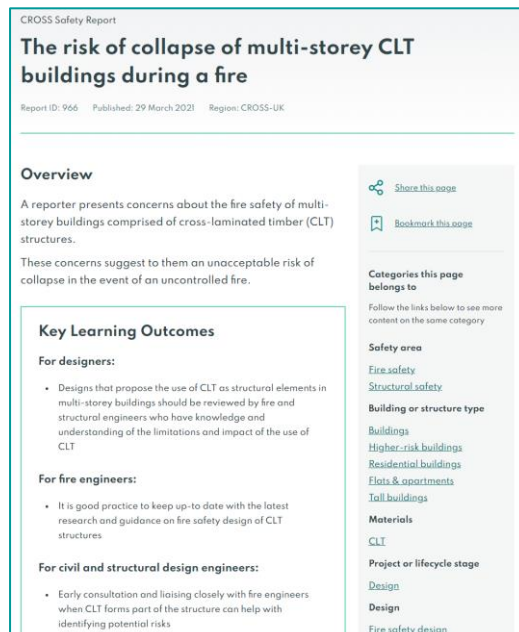 CROSS Safety Report
The risk of collapse of multi-storey CLT
buildings during a fire
Report ID: 966 Published: 29 March 2021 Region: CROSS-UK
Overview
A reporter presents concerns about the fire safety of multi-
storey buildings comprised of cross-laminated timber (CLT)
structures.
These concerns suggest to them an unacceptable risk of
collapse in the event of an uncontrolled fire.
Key Learning Outcomes
For designers:
• Designs that propose the use of CLT as structural elements in
multi-storey buildings should be reviewed by fire and
structural engineers who have knowledge and
understanding of the limitations and impact of the use of
CLT
For fire engineers:
• It is good practice to keep up-to date with the latest
research and guidance on fire safety design of CLT
structures
For civil and structural design engineers:
• Early consultation and liaising closely with fire engineers
when CLT forms part of the structure can help with
identifying potential risks
Share this page
Bookmark this page
Categories this page
belongs to
Follow the links below to see more
content on the same category
Safety area
Fire safety
Structural safety
Building or structure type
Buildings
Higher-risk buildings
Residential buildings
Flats & apartments
Tall buildings
Materials
CLT
Project or lifecycle stage
Design
Design
Fire safety design